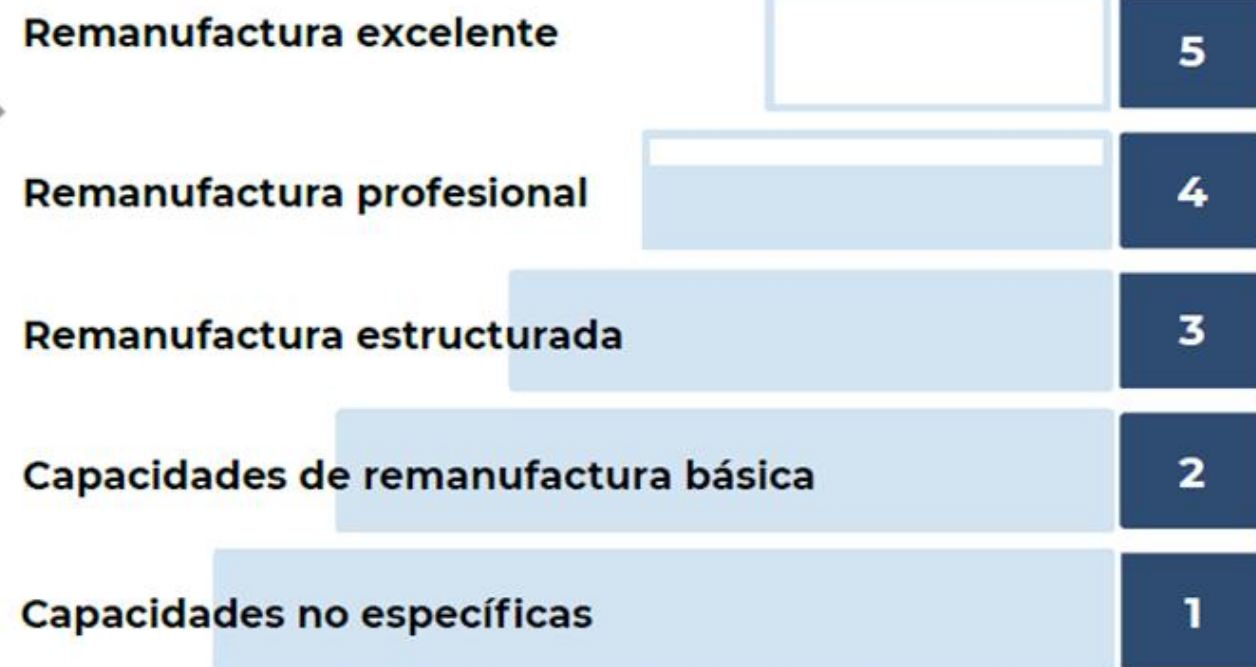 Remanufactura excelente 5
Remanufactura profesional 4
Remanufactura estructurada 3
Capacidades de remanufactura básica 2
Capacidades no específicas 1